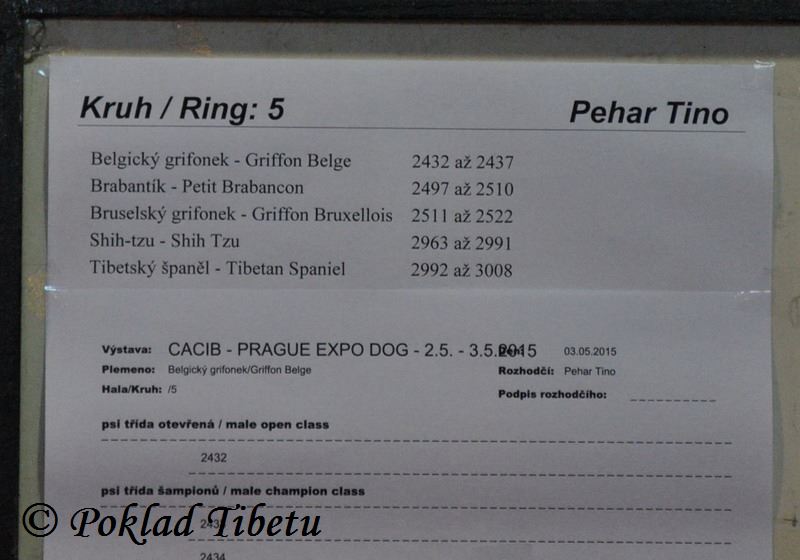 Kruh / Ring: 5 Pehar Tino
Belgický grifonek - Griffon Belge 2432 až 2437
Brabantík - Petit Brabancon 2497 až 2510
Bruselský grifonek - Griffon Bruxellois 2511 až 2522
Shih-tzu - Shih Tzu 2963 až 2991
Tibetský španěl - Tibetan Spaniel 2992 až 3008
Výstava: CACIB - PRAGUE EXPO DOG - 2.5. - 3.5.2015 03.05.2015
Plemeno: Belgický grifonek/Griffon Belge Rozhodčí: Pehar Tino
Hala/Kruh: /5 Podpis rozhodčího:
psi třída otevřená / male open class
2432
psi třída šampionů / male champion class
2434
© Poklad Tibetu